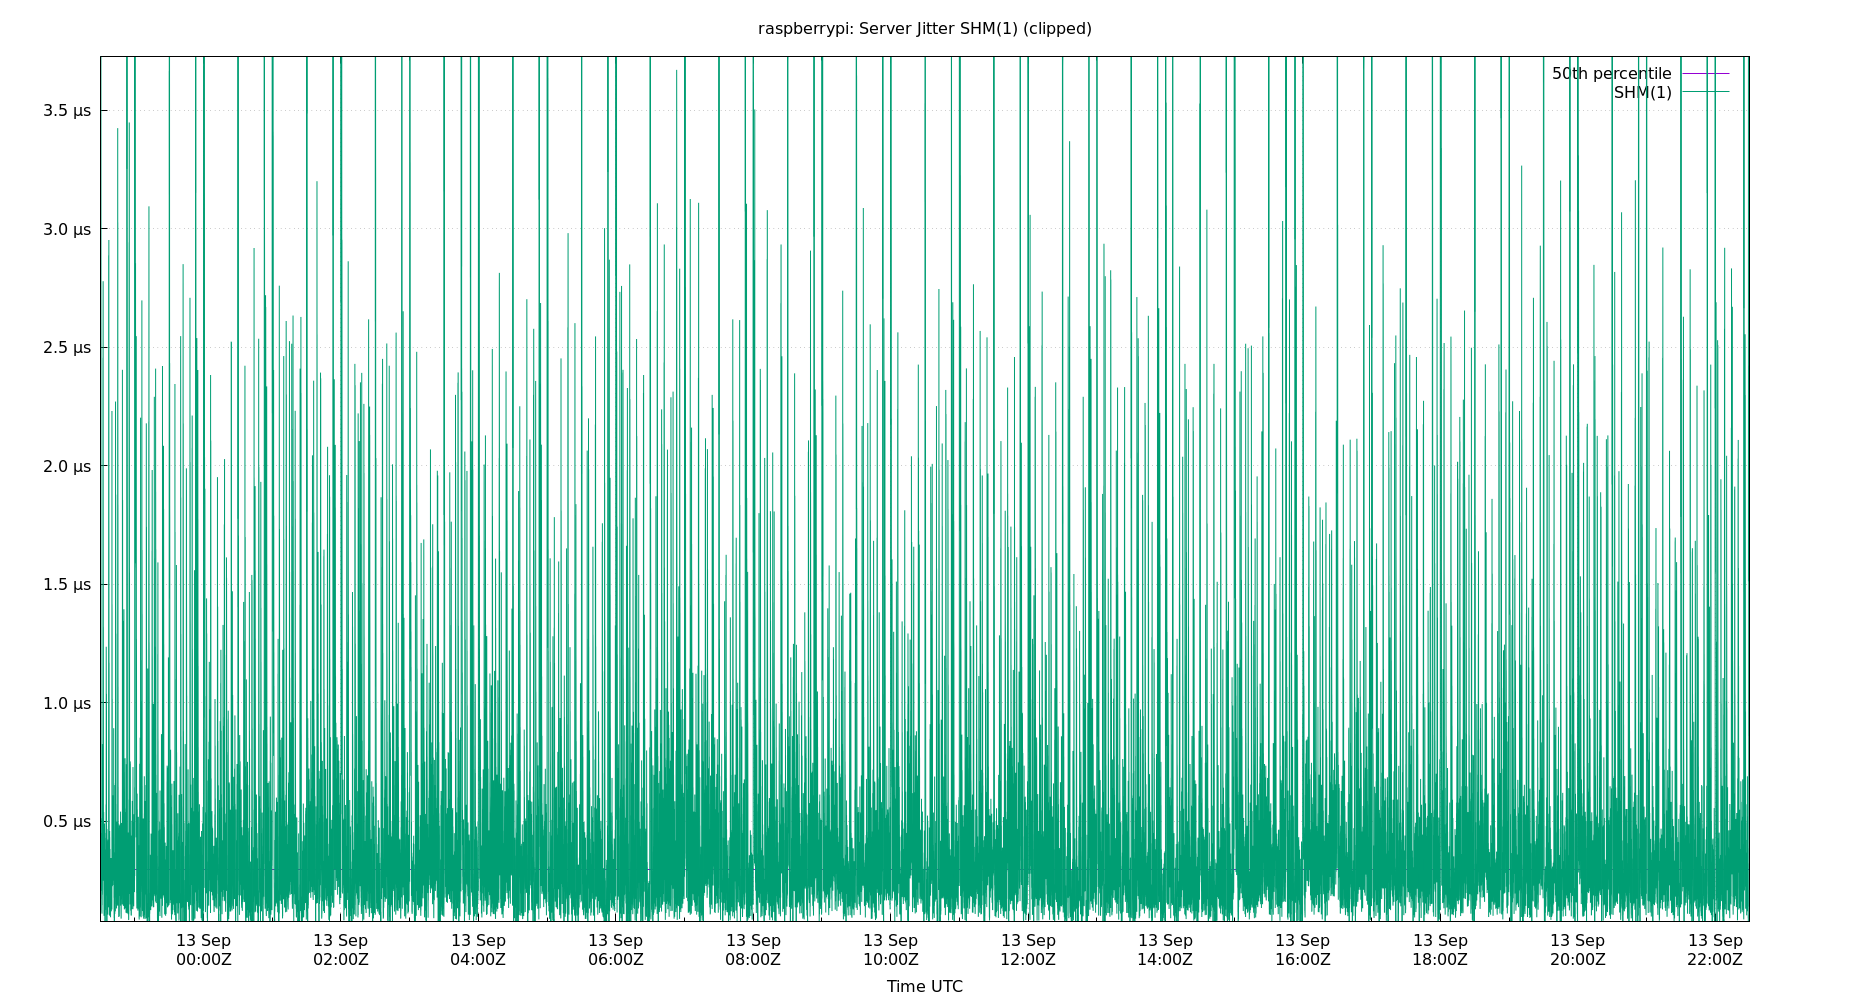 raspberrypi: Server Jitter SHM(1) (clipped)
50th percentile
SHM(1)
3.5 μs
3.0 μs
2.5 μs
2.0 μs
1.5 μs
1.0 μs
0.5 μs
13 Sep 13 Sep 13 Sep 13 Sep 13 Sep 13 Sep 13 Sep 13 Sep 13 Sep 13 Sep 13 Sep 13 Sep
00:00Z 02:00Z 04:00Z 06:00Z 08:00Z 10:00Z 12:00Z 14:00Z 16:00Z 18:00Z 20:00Z 22:00Z
Time UTC